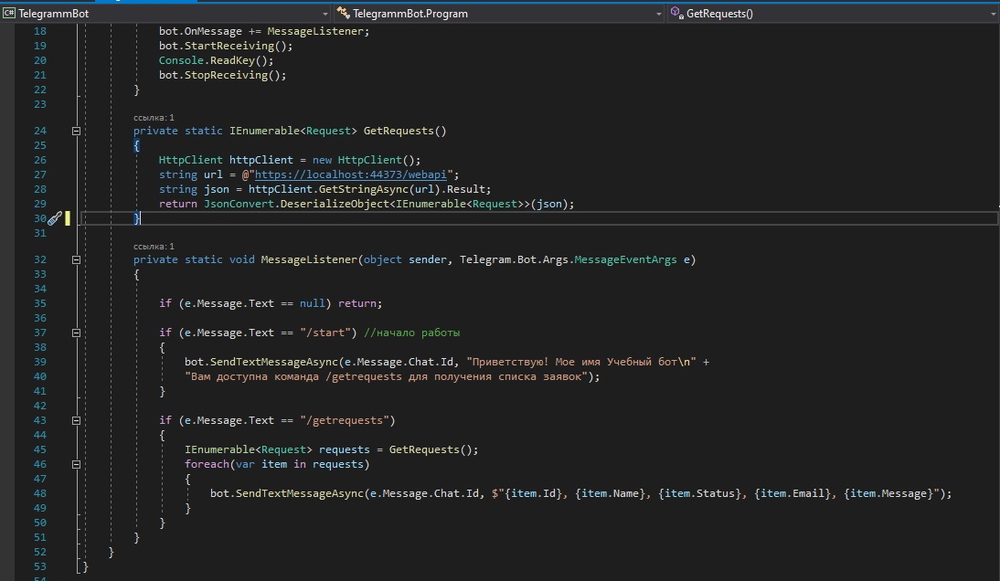 C# TelegrammBot TelegrammBot.Program GetRequests()
18 bot.OnMessage += MessageListener;
19 bot.StartReceiving();
20 Console.ReadKey();
21 bot.StopReceiving();
22 }
23
ссылка: 1
24 private static IEnumerable<Request> GetRequests()
25 {
26 HttpClient httpClient = new HttpClient();
27 string url = @"https://localhost:44373/webapi";
28 string json = httpClient.GetStringAsync(url).Result;
29 return JsonConvert.DeserializeObject<IEnumerable<Request>>(json);
30 }
31
ссылка: 1
32 private static void MessageListener(object sender, Telegram.Bot.Args.MessageEventArgs e)
33 {
34
35 if (e.Message.Text == null) return;
36
37 if (e.Message.Text == "/start") //начало работы
38 {
39 bot.SendTextMessageAsync(e.Message.Chat.Id, "Приветствую! Мое имя Учебный бот\n" +
40 "Вам доступна команда /getrequests для получения списка заявок");
41 }
42
43 if (e.Message.Text == "/getrequests")
44 {
45 IEnumerable<Request> requests = GetRequests();
46 foreach(var item in requests)
47 {
48 bot.SendTextMessageAsync(e.Message.Chat.Id, $"{item.Id}, {item.Name}, {item.Status}, {item.Email}, {item.Message}");
49 }
50 }
51 }
52 }
53 }
54